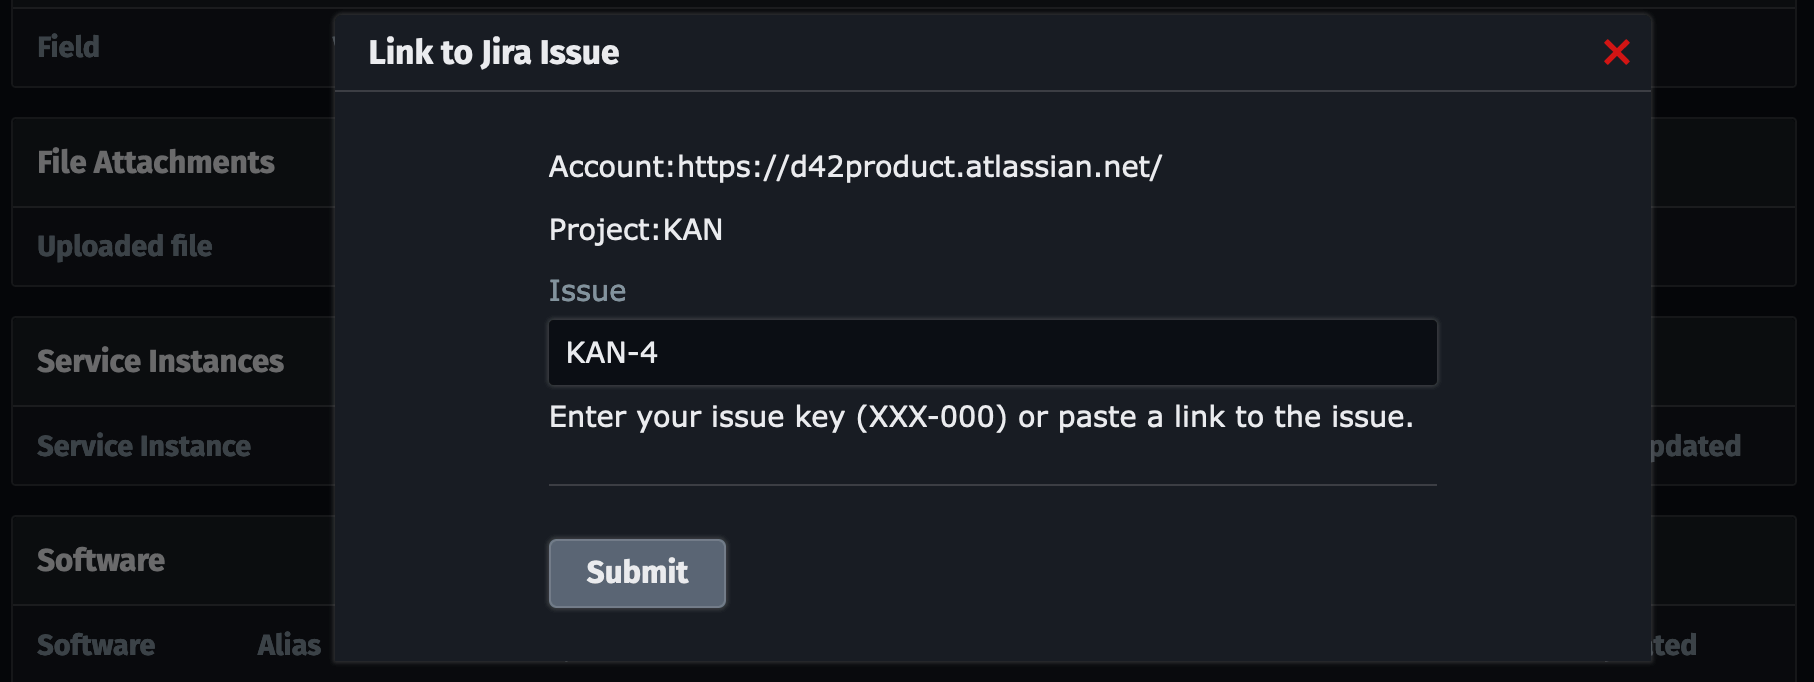 Field
Link to Jira Issue
File Attachments
Account:https://d42product.atlassian.net/
Project:KAN
Uploaded file
Issue
KAN-4
Service Instances
Enter your issue key (XXX-000) or paste a link to the issue.
Service Instance
Software
Submit
Software Alias